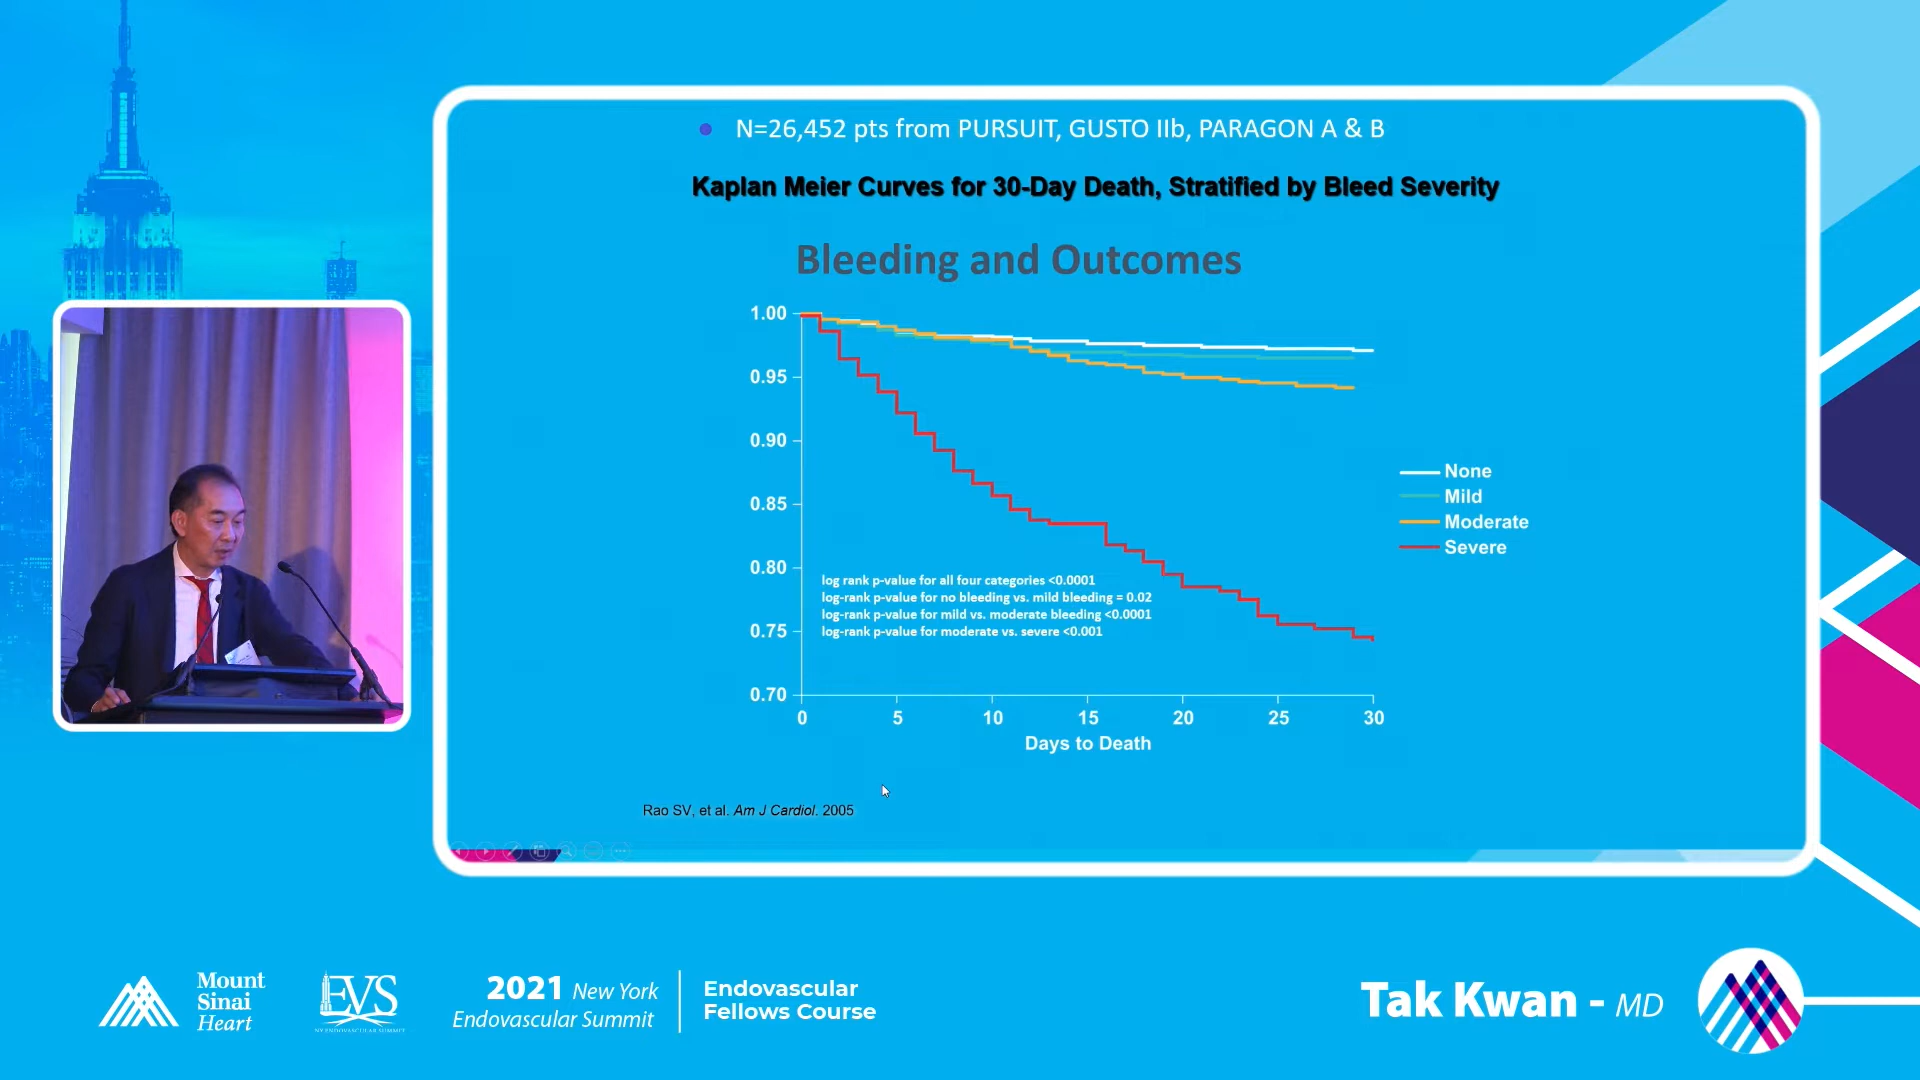 N=26,452 pts from PURSUIT, GUSTO IIb, PARAGON A & B
Kaplan Meier Curves for 30-Day Death, Stratified by Bleed Severity
Bleeding and Outcomes
1.00
0.95
0.90
0.85
0.80
0.75
0.70
None
Mild
Moderate
Severe
log rank p-value for all four categories <0.0001
log-rank p-value for no bleeding vs. mild bleeding = 0.02
log-rank p-value for mild vs. moderate bleeding <0.0001
log-rank p-value for moderate vs. severe <0.001
0 5 10 15 20 25 30
Days to Death
Rao SV, et al. Am J Cardiol. 2005
Mount
Sinai
Heart
EVS
NY ENDOVASCULAR SUMMIT
2021 New York
Endovascular Summit
Endovascular
Fellows Course
Tak Kwan - MD